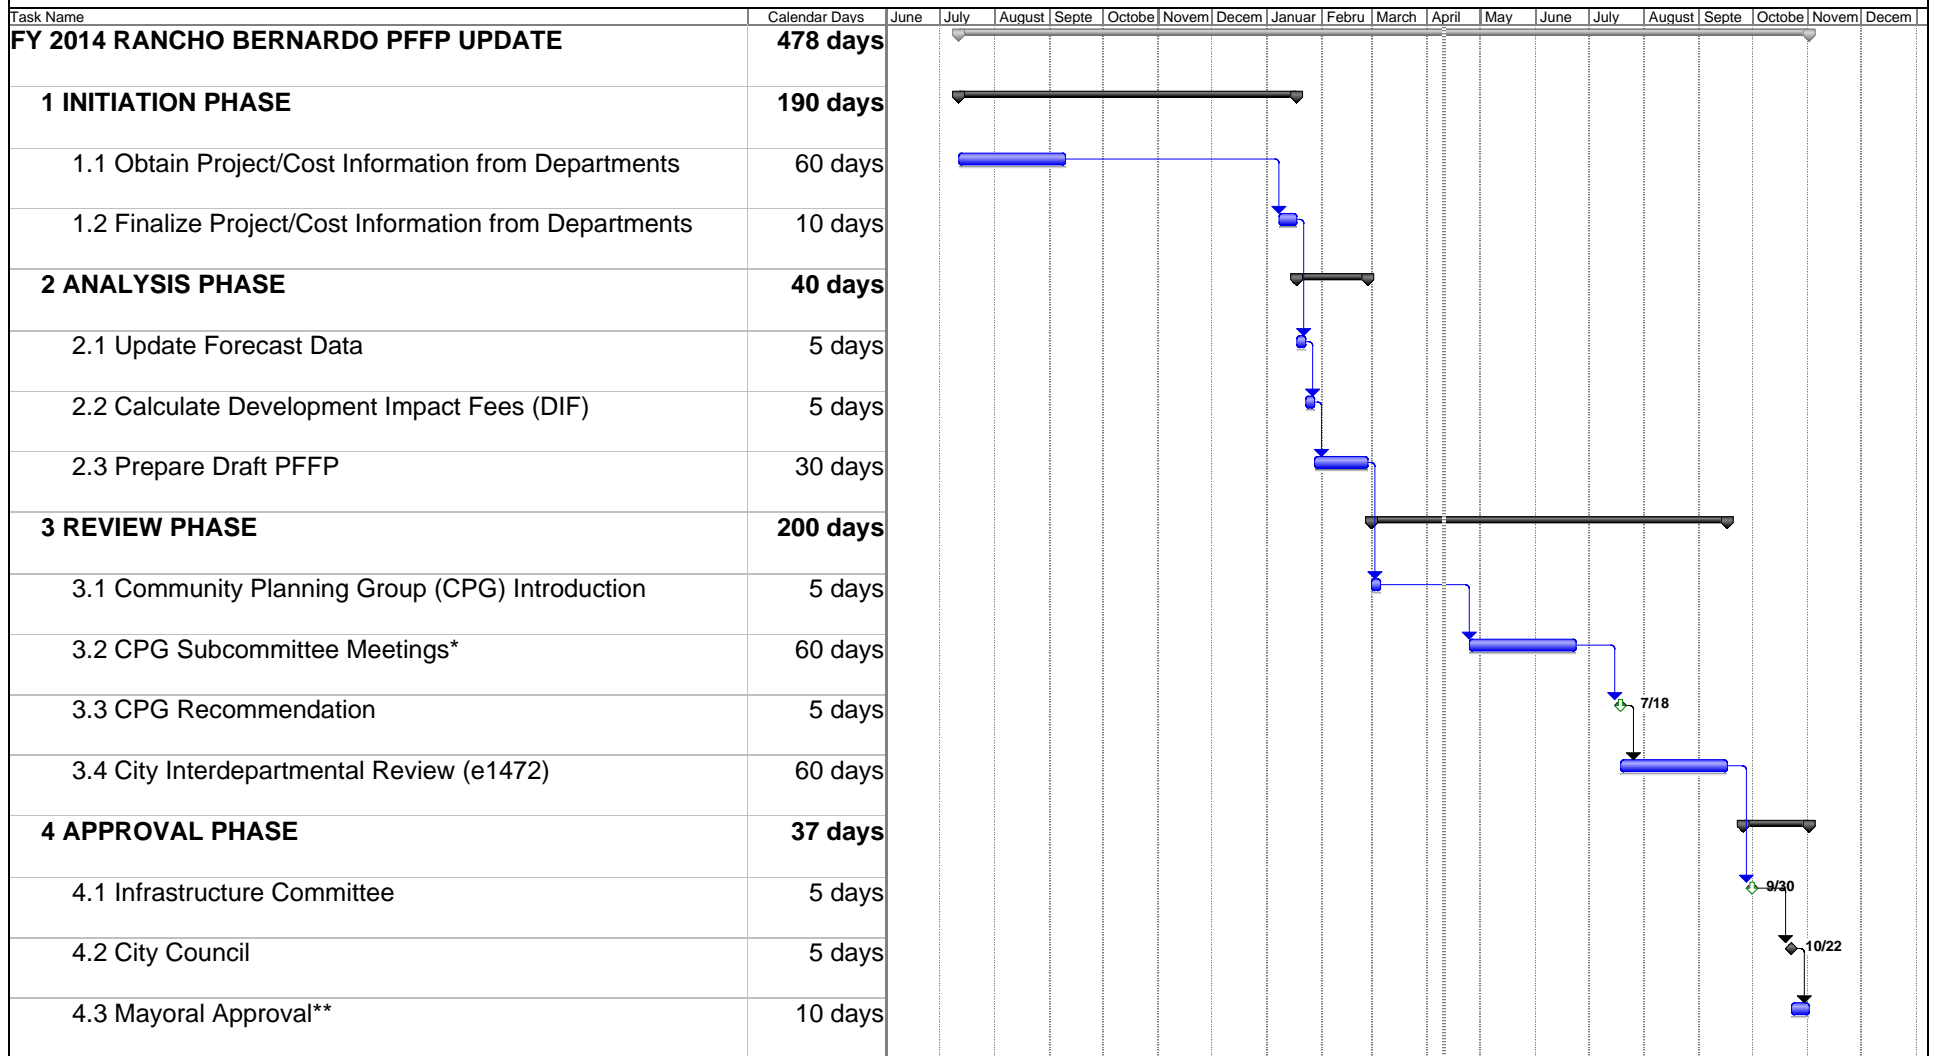 Task Name Calendar Days June July August Septe Octobe Novem Decem Januar Febru March April May June July August Septe Octobe Novem Decem
FY 2014 RANCHO BERNARDO PFFP UPDATE 478 days
1 INITIATION PHASE 190 days
1.1 Obtain Project/Cost Information from Departments 60 days
1.2 Finalize Project/Cost Information from Departments 10 days
2 ANALYSIS PHASE 40 days
2.1 Update Forecast Data 5 days
2.2 Calculate Development Impact Fees (DIF) 5 days
2.3 Prepare Draft PFFP 30 days
3 REVIEW PHASE 200 days
3.1 Community Planning Group (CPG) Introduction 5 days
3.2 CPG Subcommittee Meetings* 60 days
3.3 CPG Recommendation 5 days 7/18
3.4 City Interdepartmental Review (e1472) 60 days
4 APPROVAL PHASE 37 days
4.1 Infrastructure Committee 5 days 9/30
4.2 City Council 5 days 10/22
4.3 Mayoral Approval** 10 days